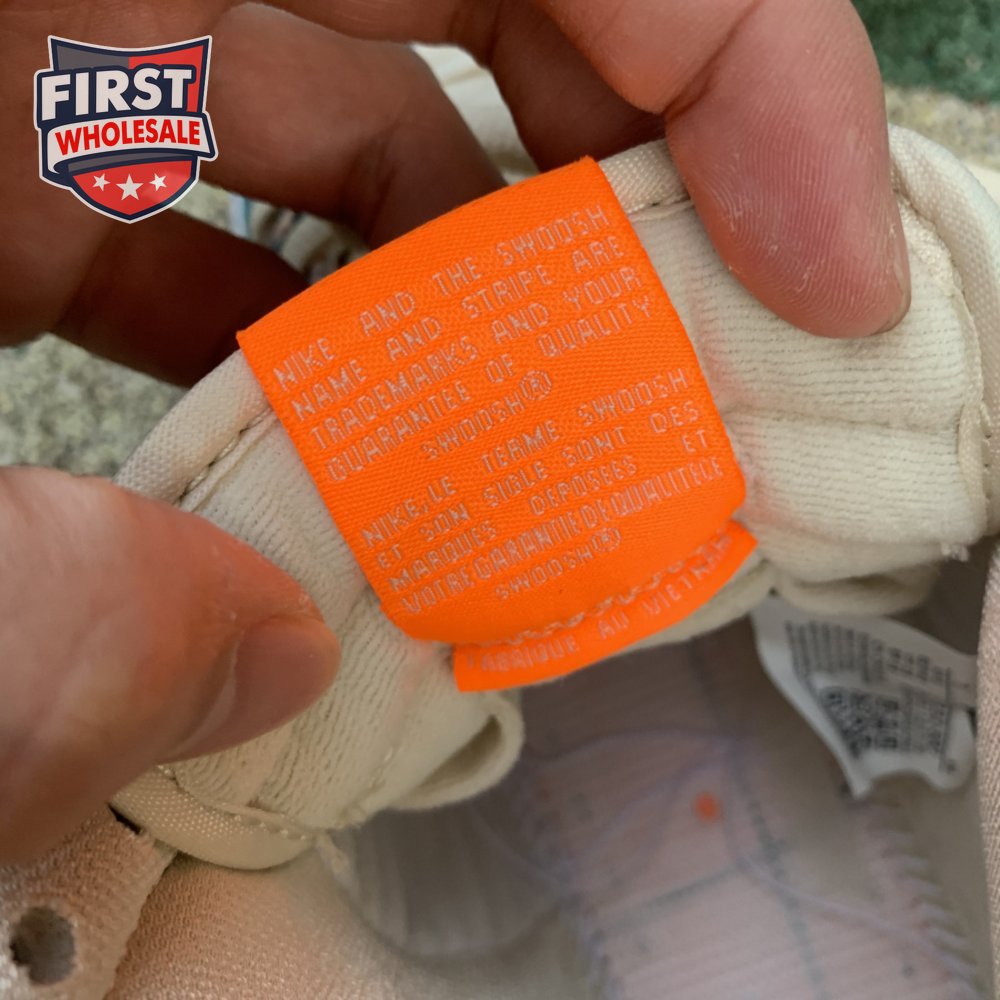 FIRST
WHOLESALE
NIKE AND THE SWOOSH
NAME AND STRIPE ARE
TRADEMARKS AND YOUR
GUARANTEE OF QUALITY
SWOOSH®
NIKE,LE TERME SWOOSH
ET SON SIGLE SONT DES
MARQUES DEPOSEES ET
VOTREGARANTIEDEQUALITELE
SWOOSH®
FABRIQUE AU VIETNAM